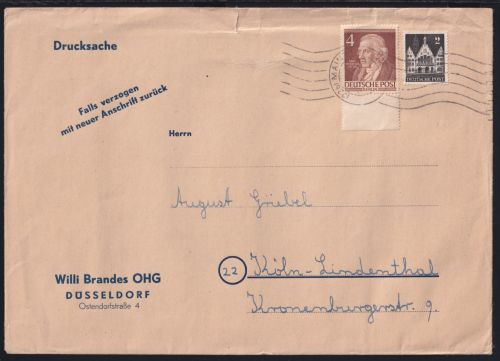 Drucksache
4
2
DEUTSCHE POST
DEUTSCHE POST
BERLIN
Falls verzogen
mit neuer Anschrift zurück
Herrn
August Griebel
22 Köln-Lindenthal
Kronenburgerstr. 9.
Willi Brandes OHG
DÜSSELDORF
Ostendorfstraße 4